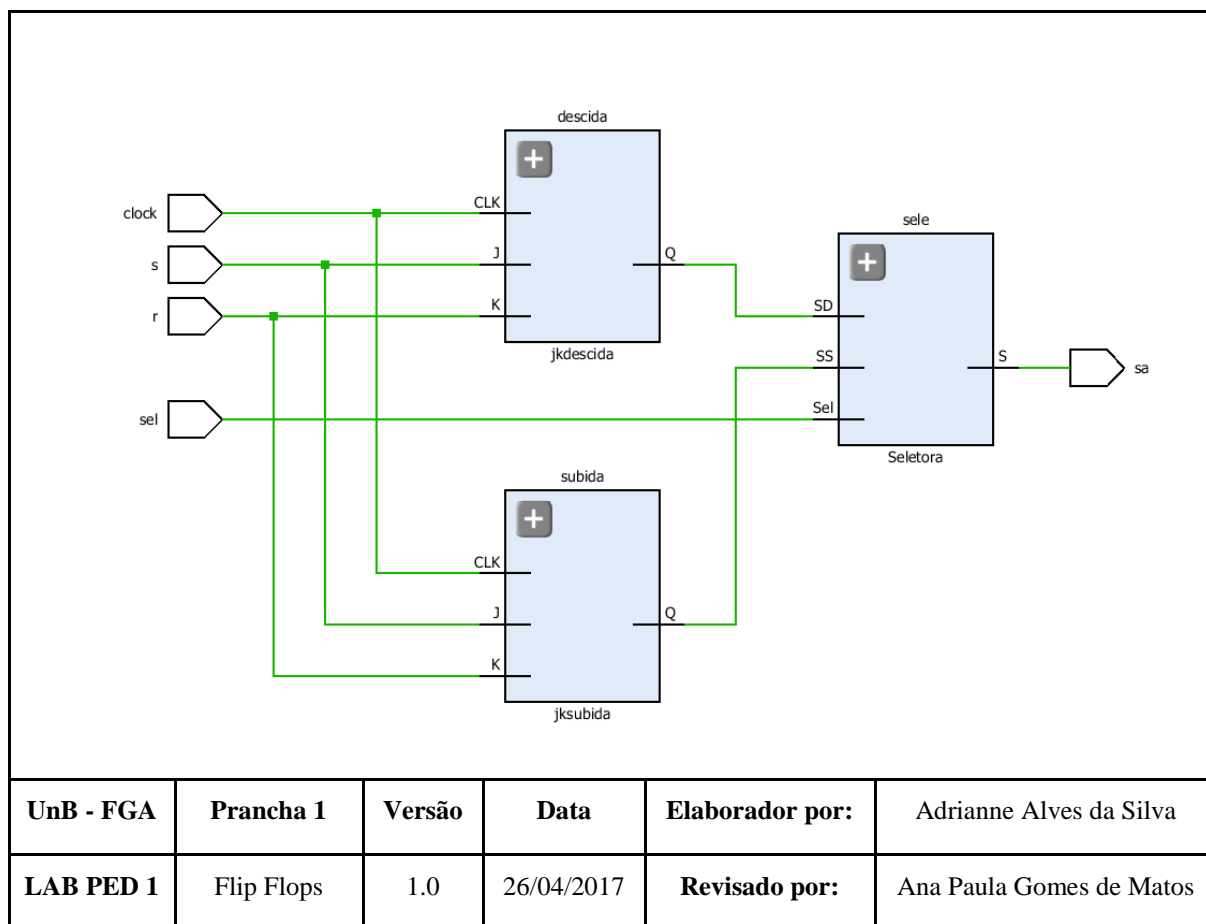 descida
clock
CLK
s
J
Q
r
K
jkdescida
sele
SD
SS
S
sa
sel
Sel
Seletora
subida
CLK
J
Q
K
jksubida
UnB - FGA Prancha 1 Versão Data Elaborador por: Adrianne Alves da Silva
LAB PED 1 Flip Flops 1.0 26/04/2017 Revisado por: Ana Paula Gomes de Matos